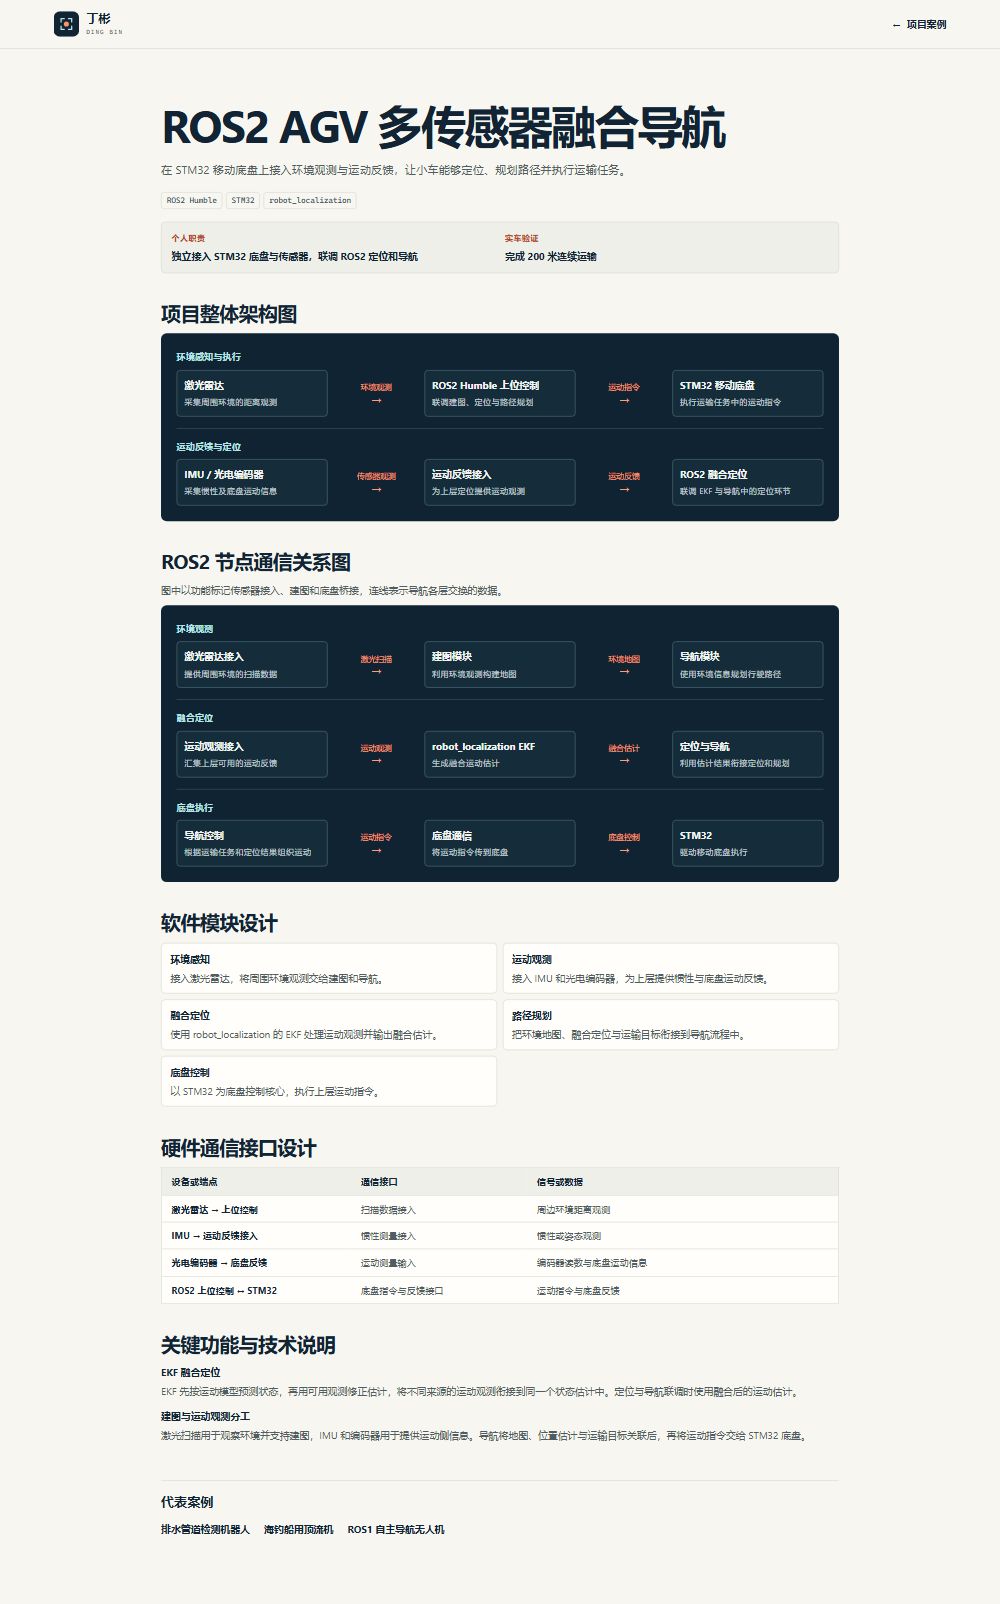 丁彬
DING BIN
← 项目案例
ROS2 AGV 多传感器融合导航
在 STM32 移动底盘上接入环境观测与运动反馈，让小车能够定位、规划路径并执行运输任务。
ROS2 Humble STM32 robot_localization
个人职责
独立接入 STM32 底盘与传感器，联调 ROS2 定位和导航
实车验证
完成 200 米连续运输
项目整体架构图
环境感知与执行
激光雷达
采集周围环境的距离观测
环境观测
→
ROS2 Humble 上位控制
联调建图、定位与路径规划
运动指令
→
STM32 移动底盘
执行运输任务中的运动指令
运动反馈与定位
IMU / 光电编码器
采集惯性及底盘运动信息
传感器观测
→
运动反馈接入
为上层定位提供运动观测
运动反馈
→
ROS2 融合定位
联调 EKF 与导航中的定位环节
ROS2 节点通信关系图
图中以功能标记传感器接入、建图和底盘桥接，连线表示导航各层交换的数据。
环境观测
激光雷达接入
提供周围环境的扫描数据
激光扫描
→
建图模块
利用环境观测构建地图
环境地图
→
导航模块
使用环境信息规划行驶路径
融合定位
运动观测接入
汇集上层可用的运动反馈
运动观测
→
robot_localization EKF
生成融合运动估计
融合估计
→
定位与导航
利用估计结果衔接定位和规划
底盘执行
导航控制
根据运输任务和定位结果组织运动
运动指令
→
底盘通信
将运动指令传到底盘
底盘控制
→
STM32
驱动移动底盘执行
软件模块设计
环境感知
接入激光雷达，将周围环境观测交给建图和导航。
运动观测
接入 IMU 和光电编码器，为上层提供惯性与底盘运动反馈。
融合定位
使用 robot_localization 的 EKF 处理运动观测并输出融合估计。
路径规划
把环境地图、融合定位与运输目标衔接到导航流程中。
底盘控制
以 STM32 为底盘控制核心，执行上层运动指令。
硬件通信接口设计
设备或端点 通信接口 信号或数据
激光雷达 → 上位控制 扫描数据接入 周边环境距离观测
IMU → 运动反馈接入 惯性测量接入 惯性或姿态观测
光电编码器 → 底盘反馈 运动测量输入 编码器读数与底盘运动信息
ROS2 上位控制 ↔ STM32 底盘指令与反馈接口 运动指令与底盘反馈
关键功能与技术说明
EKF 融合定位
EKF 先按运动模型预测状态，再用可用观测修正估计，将不同来源的运动观测衔接到同一个状态估计中。定位与导航联调时使用融合后的运动估计。
建图与运动观测分工
激光扫描用于观察环境并支持建图，IMU 和编码器用于提供运动侧信息。导航将地图、位置估计与运输目标关联后，再将运动指令交给 STM32 底盘。
代表案例
排水管道检测机器人 海钓船用顶流机 ROS1 自主导航无人机